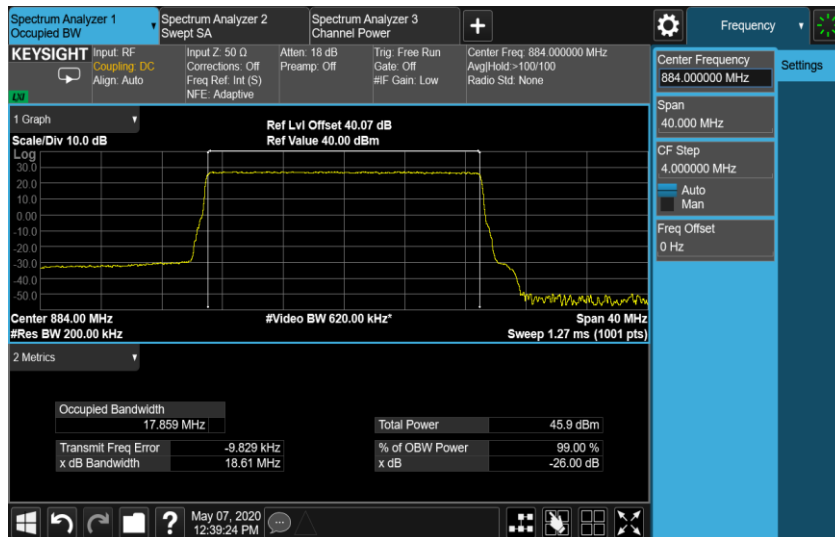 Spectrum Analyzer 1
Occupied BW
Spectrum Analyzer 2
Swept SA
Spectrum Analyzer 3
Channel Power
+
Frequency
KEYSIGHT
Input: RF
Coupling: DC
Align: Auto
Input Z: 50 Ω
Corrections: Off
Freq Ref: Int (S)
NFE: Adaptive
Atten: 18 dB
Preamp: Off
Trig: Free Run
Gate: Off
#IF Gain: Low
Center Freq: 884.000000 MHz
Avg|Hold:>100/100
Radio Std: None
LXI
Center Frequency
884.000000 MHz
Settings
Span
40.000 MHz
CF Step
4.000000 MHz
Auto
Man
Freq Offset
0 Hz
1 Graph
Scale/Div 10.0 dB
Ref Lvl Offset 40.07 dB
Ref Value 40.00 dBm
Log
30.0
20.0
10.0
0.00
-10.0
-20.0
-30.0
-40.0
-50.0
Center 884.00 MHz
#Res BW 200.00 kHz
#Video BW 620.00 kHz*
Span 40 MHz
Sweep 1.27 ms (1001 pts)
2 Metrics
Occupied Bandwidth
17.859 MHz
Total Power 45.9 dBm
Transmit Freq Error -9.829 kHz
% of OBW Power 99.00 %
x dB Bandwidth 18.61 MHz
x dB -26.00 dB
?
May 07, 2020
12:39:24 PM